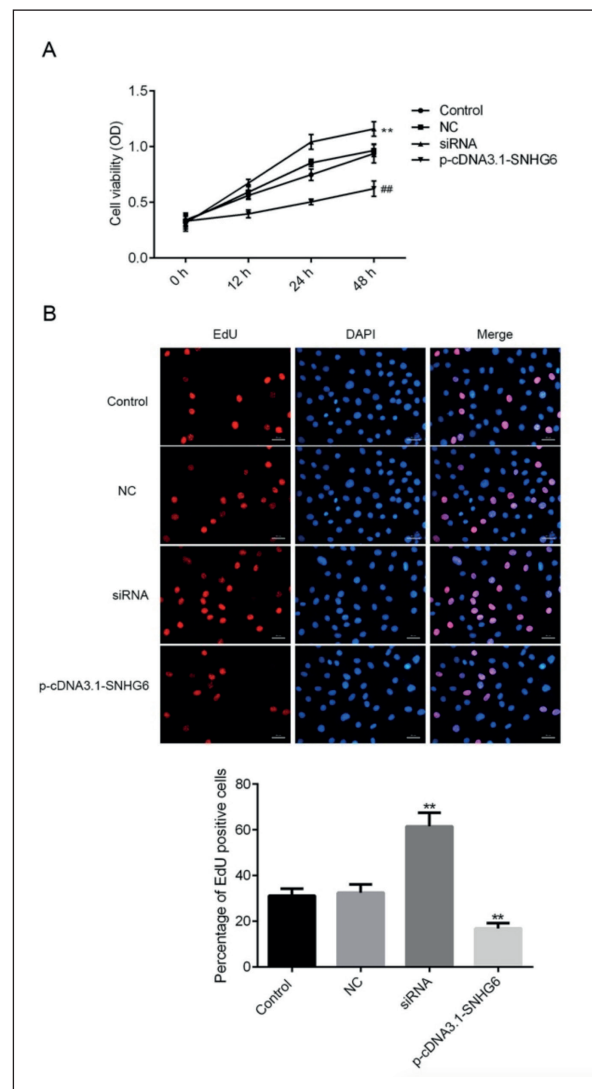 A
Cell viability (OD)
1.5
1.0
0.5
0.0
0 h
12 h
24 h
48 h
**
##
Control
NC
siRNA
p-cDNA3.1-SNHG6
B
EdU
DAPI
Merge
Control
NC
siRNA
p-cDNA3.1-SNHG6
Percentage of EdU positive cells
80
60
40
20
0
**
**
Control
NC
siRNA
p-cDNA3.1-SNHG6